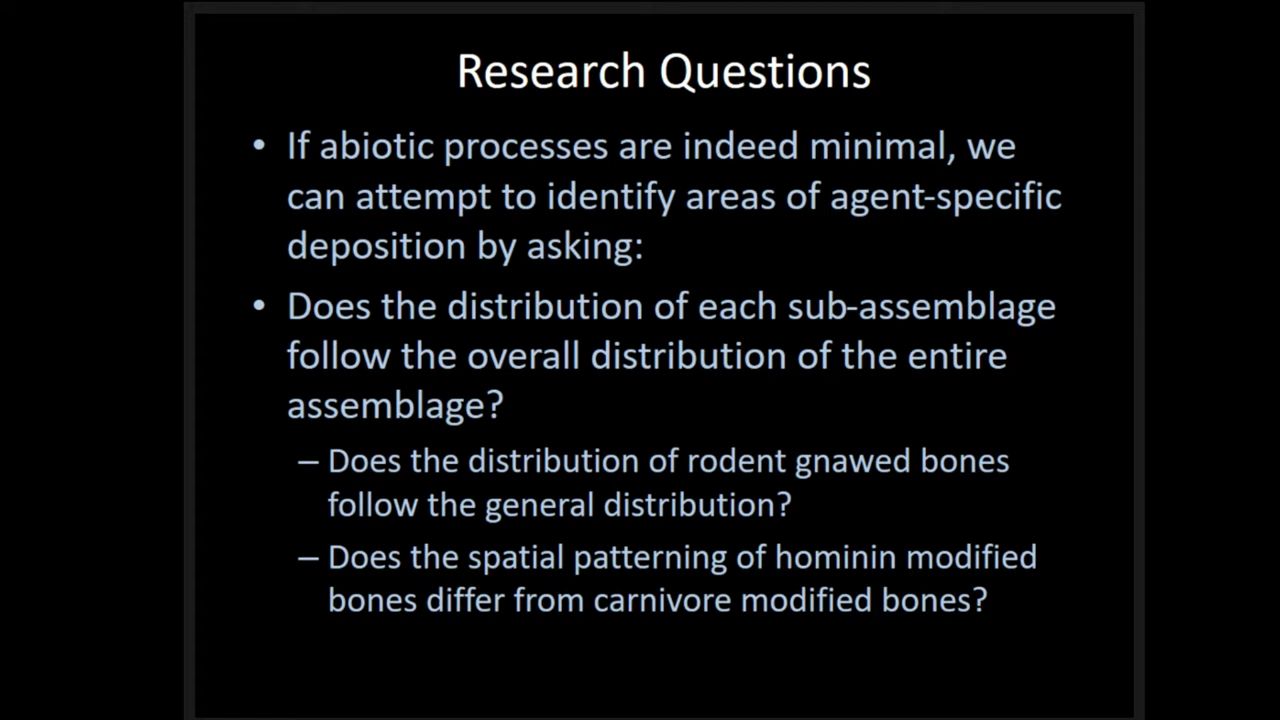 Research Questions
• If abiotic processes are indeed minimal, we
can attempt to identify areas of agent-specific
deposition by asking:
• Does the distribution of each sub-assemblage
follow the overall distribution of the entire
assemblage?
– Does the distribution of rodent gnawed bones
follow the general distribution?
– Does the spatial patterning of hominin modified
bones differ from carnivore modified bones?